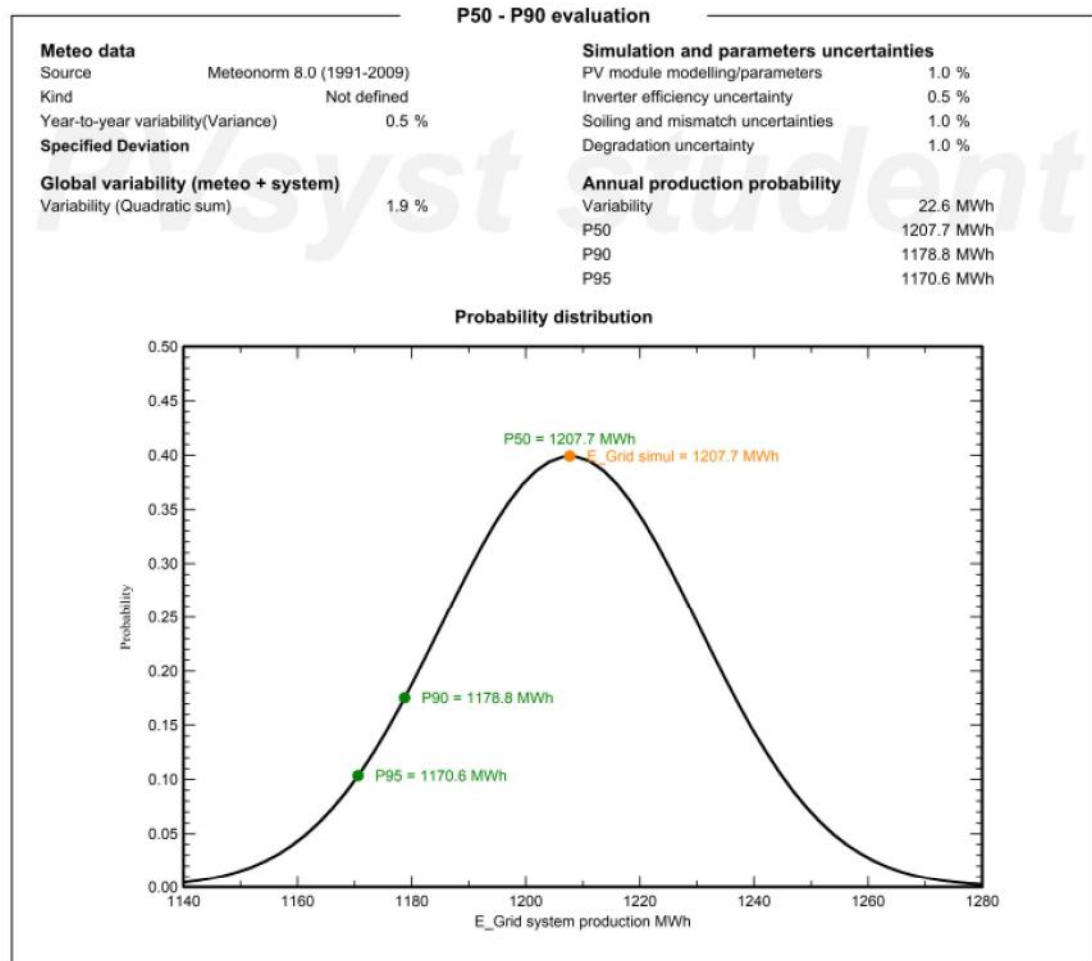 P50 - P90 evaluation
Meteo data
Source Meteonorm 8.0 (1991-2009)
Kind Not defined
Year-to-year variability(Variance) 0.5 %
Specified Deviation
Global variability (meteo + system)
Variability (Quadratic sum) 1.9 %
Simulation and parameters uncertainties
PV module modelling/parameters 1.0 %
Inverter efficiency uncertainty 0.5 %
Soiling and mismatch uncertainties 1.0 %
Degradation uncertainty 1.0 %
Annual production probability
Variability 22.6 MWh
P50 1207.7 MWh
P90 1178.8 MWh
P95 1170.6 MWh
PVsyst student
Probability distribution
0.50
0.45
0.40
0.35
0.30
0.25
0.20
0.15
0.10
0.05
0.00
Probability
P50 = 1207.7 MWh
E_Grid simul = 1207.7 MWh
P90 = 1178.8 MWh
P95 = 1170.6 MWh
1140 1160 1180 1200 1220 1240 1260 1280
E_Grid system production MWh